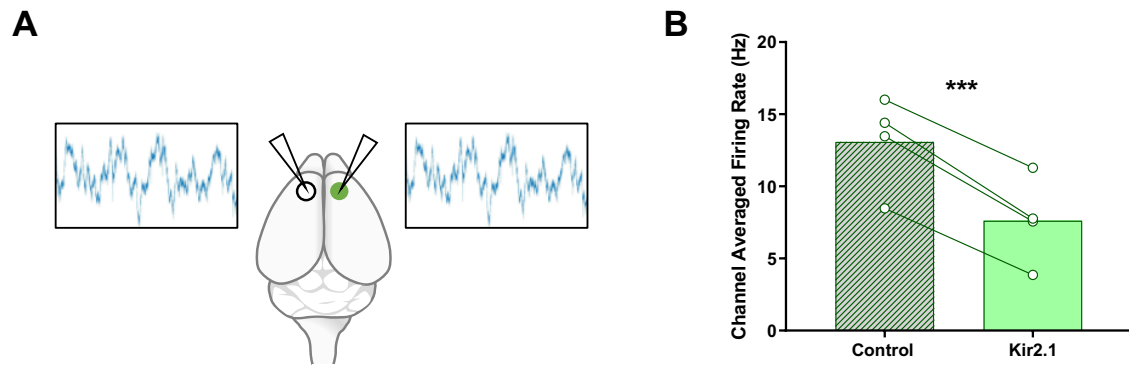 A
B
Channel Averaged Firing Rate (Hz)
20
15
10
5
0
***
Control
Kir2.1